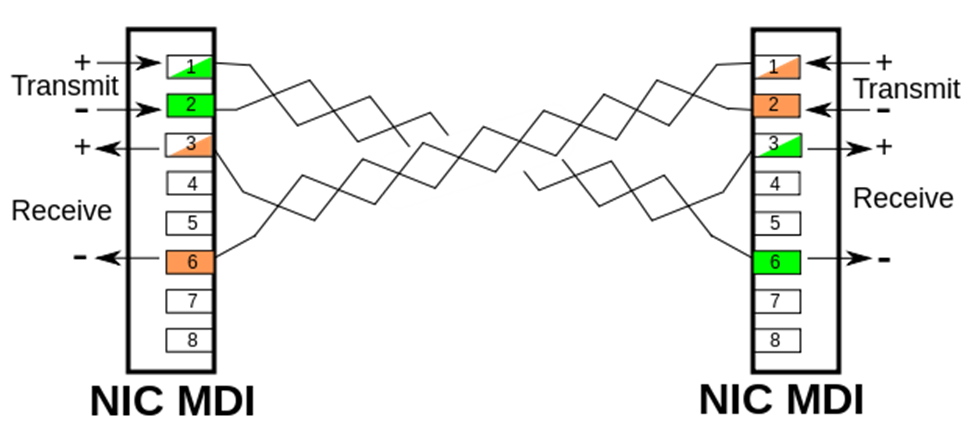 + 1 1 +
Transmit Transmit
- 2 2 -
+ 3 3 +
4 4
Receive Receive
5 5
- 6 6 -
7 7
8 8
NIC MDI NIC MDI